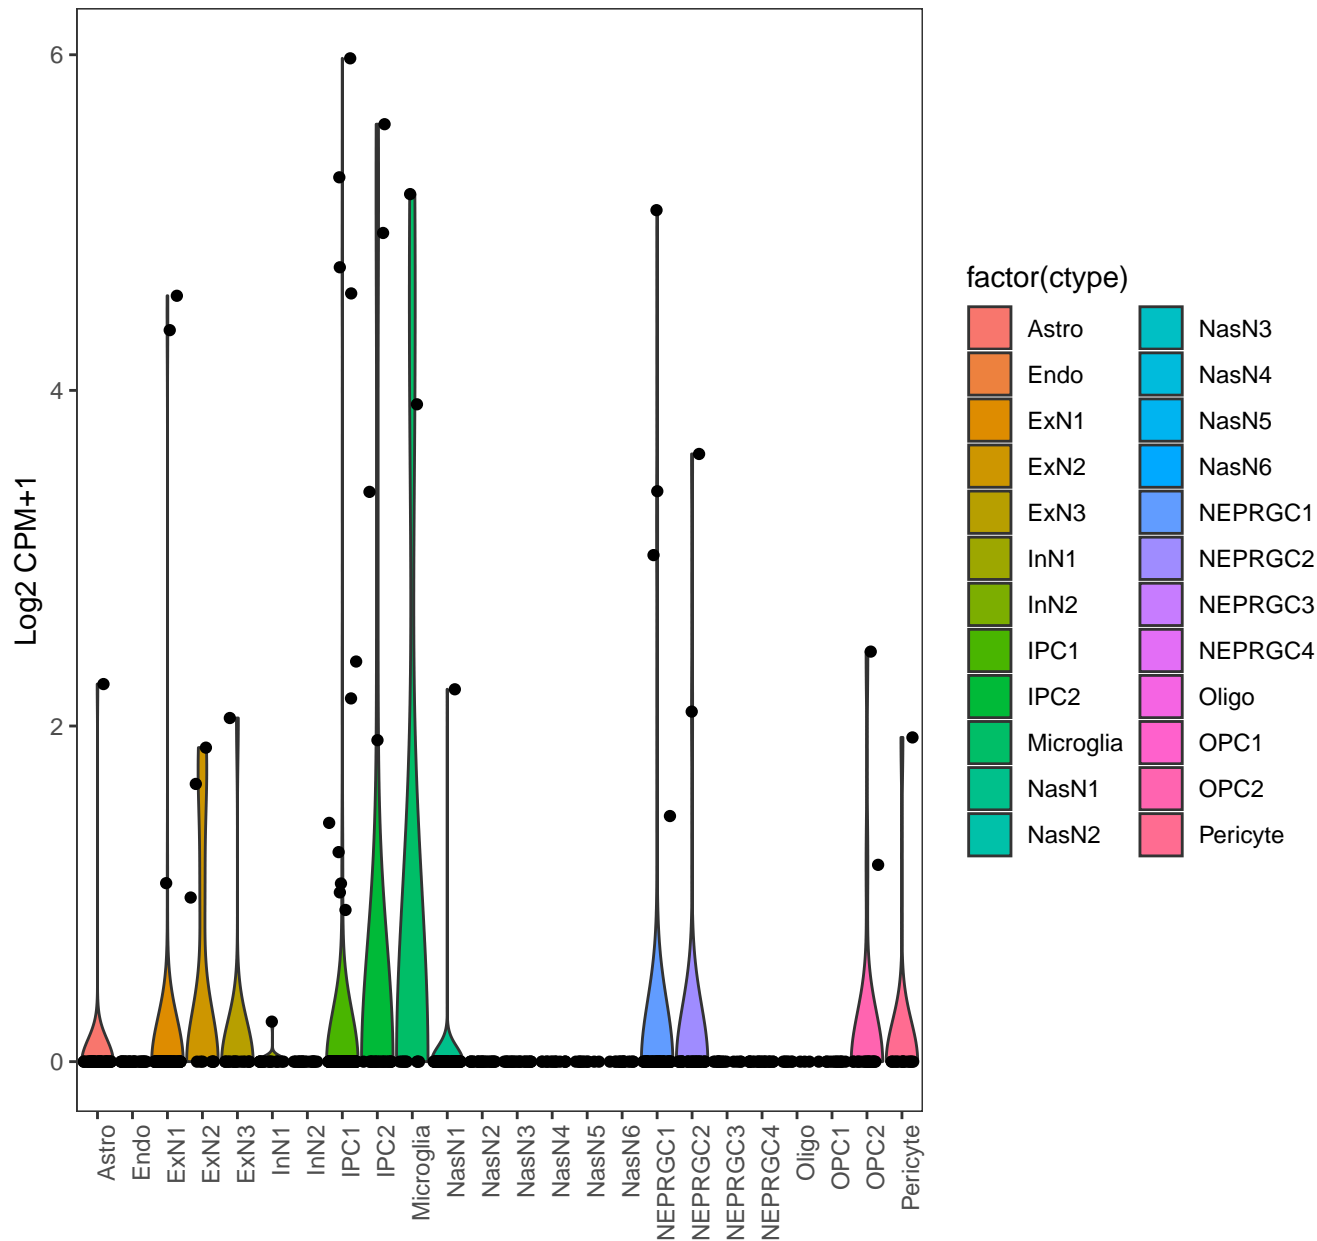 6
4
2
0
Log2 CPM+1
Astro
Endo
ExN1
ExN2
ExN3
InN1
InN2
IPC1
IPC2
Microglia
NasN1
NasN2
NasN3
NasN4
NasN5
NasN6
NEPRGC1
NEPRGC2
NEPRGC3
NEPRGC4
Oligo
OPC1
OPC2
Pericyte
factor(ctype)
Astro
Endo
ExN1
ExN2
ExN3
InN1
InN2
IPC1
IPC2
Microglia
NasN1
NasN2
NasN3
NasN4
NasN5
NasN6
NEPRGC1
NEPRGC2
NEPRGC3
NEPRGC4
Oligo
OPC1
OPC2
Pericyte